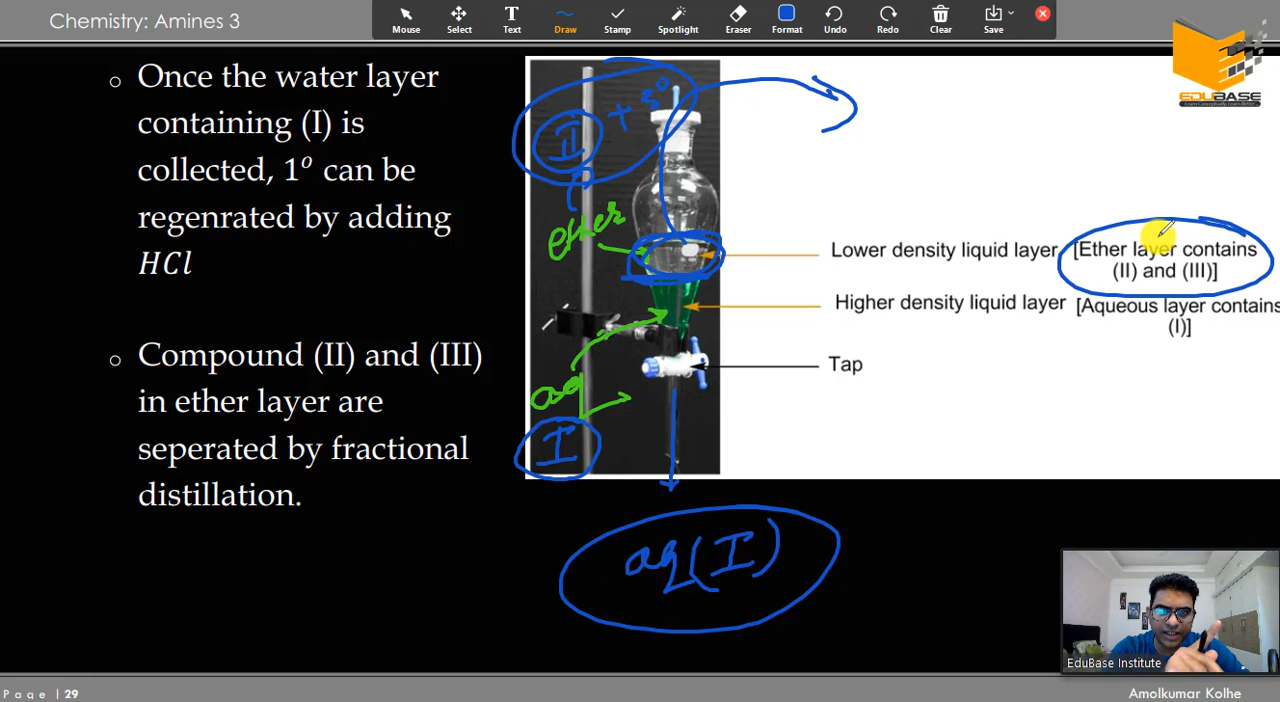 Chemistry: Amines 3
Mouse
Select
Text
Draw
Stamp
Spotlight
Eraser
Format
Undo
Redo
Clear
Save
EDUBASE
Once the water layer
containing (I) is
collected, 1º can be
regenrated by adding
HCl
Compound (II) and (III)
in ether layer are
seperated by fractional
distillation.
II + 3º
ether
aq
I
aq(I)
Lower density liquid layer
[Ether layer contains
(II) and (III)]
Higher density liquid layer
[Aqueous layer contains
(I)]
Tap
EduBase Institute
Page | 29
Amolkumar Kolhe